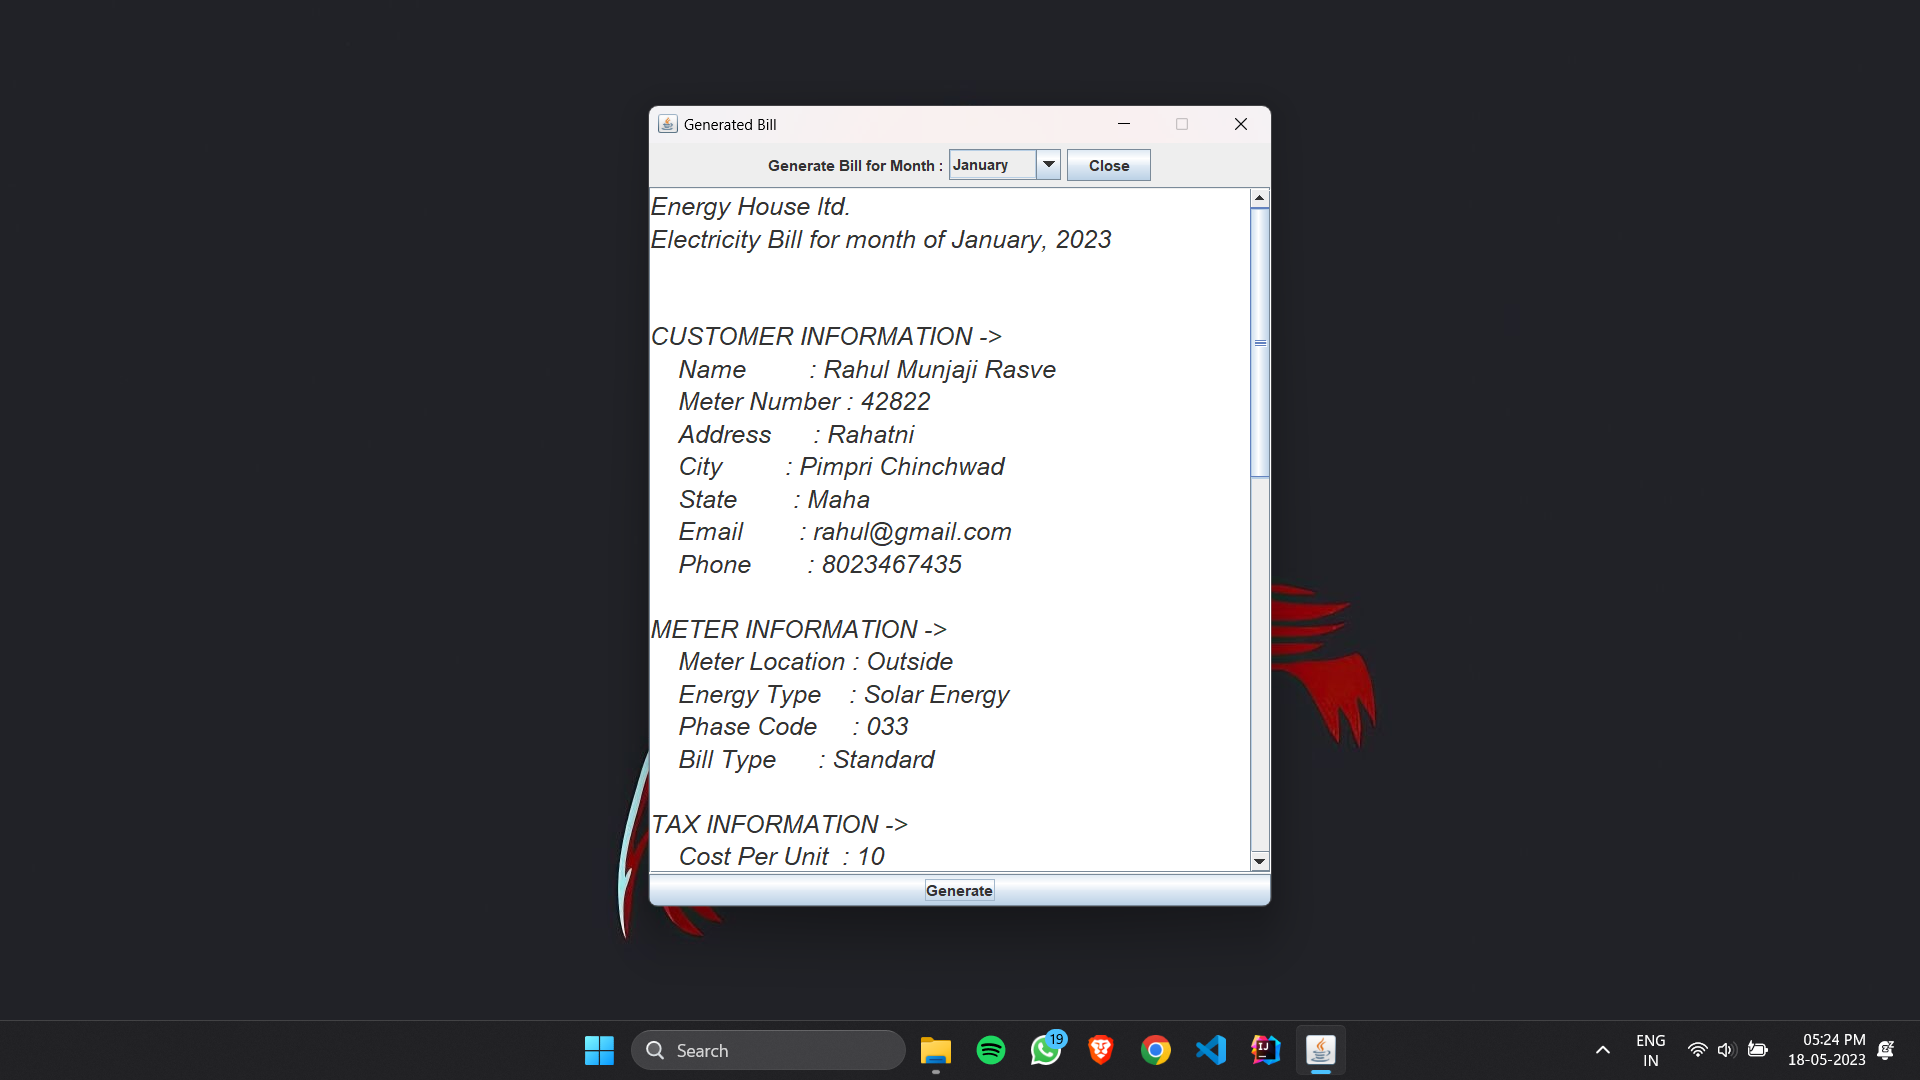 Generated Bill
Generate Bill for Month : January Close
Energy House ltd.
Electricity Bill for month of January, 2023
CUSTOMER INFORMATION ->
Name : Rahul Munjaji Rasve
Meter Number : 42822
Address : Rahatni
City : Pimpri Chinchwad
State : Maha
Email : rahul@gmail.com
Phone : 8023467435
METER INFORMATION ->
Meter Location : Outside
Energy Type : Solar Energy
Phase Code : 033
Bill Type : Standard
TAX INFORMATION ->
Cost Per Unit : 10
Generate
Search
19
IJ
ENG
IN
05:24 PM
18-05-2023